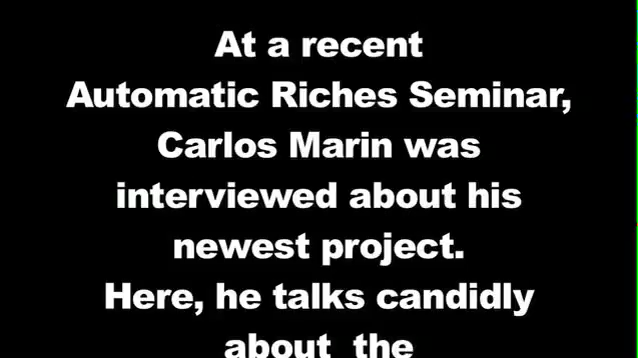 At a recent
Automatic Riches Seminar,
Carlos Marin was
interviewed about his
newest project.
Here, he talks candidly
about the